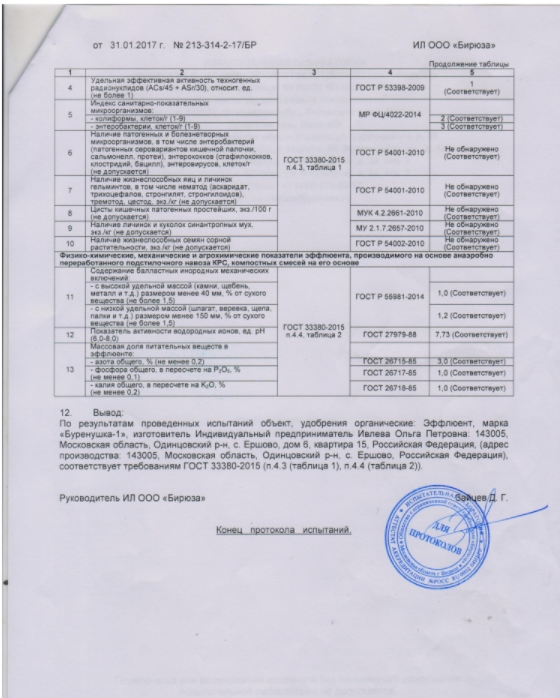 от 31.01.2017 г. № 213-314-2-17/БР ИЛ ООО «Бирюза»
Продолжение таблицы
1 2 3 4 5
4 Удельная эффективная активность техногенных радионуклидов (ACs/45 + ASr/30), относит. ед. (не более 1) ГОСТ Р 53398-2009 1 (Соответствует)
5 Индекс санитарно-показательных микроорганизмов: МР ФЦ/4022-2014
- колиформы, клеток/г (1-9) 2 (Соответствует)
- энтеробактерии, клеток/г (1-9) 3 (Соответствует)
6 Наличие патогенных и болезнетворных микроорганизмов, в том числе энтеробактерий (патогенных сероваринтов кишечной палочки, сальмонелл, протеи), энтерококков (стафилококков, клостридий, бацилл), энтеровирусов, клеток/г (не допускается) ГОСТ 33380-2015 п.4.3, таблица 1 ГОСТ Р 54001-2010 Не обнаружено (Соответствует)
7 Наличие жизнеспособных яиц и личинок гельминтов, в том числе нематод (аскаридат, трихоцефалов, стронгилят, стронгилоидов), тремотод, цестод, экз./кг (не допускается) ГОСТ Р 54001-2010 Не обнаружено (Соответствует)
8 Цисты кишечных патогенных простейших, экз./100 г (не допускается) МУК 4.2.2661-2010 Не обнаружено (Соответствует)
9 Наличие личинок и куколок синантропных мух, экз./кг (не допускается) МУ 2.1.7.2657-2010 Не обнаружено (Соответствует)
10 Наличие жизнеспособных семян сорной растительности, экз./кг (не допускается) ГОСТ Р 54002-2010 Не обнаружено (Соответствует)
Физико-химические, механические и агрохимические показатели эффлюента, производимого на основе анаэробно
переработанного подстилочного навоза КРС, компостных смесей на его основе
11 Содержание балластных инородных механических включений: ГОСТ Р 55981-2014
- с высокой удельной массой (камни, щебень, металл и т.д.) размером менее 40 мм, % от сухого вещества (не более 1,5) 1,0 (Соответствует)
- с низкой удельной массой (шпагат, веревка, щепа, палки и т.д.) размером менее 150 мм, % от сухого вещества (не более 1,5) 1,2 (Соответствует)
12 Показатель активности водородных ионов, ед. pH (6,0-8,0) ГОСТ 33380-2015 п.4.4, таблица 2 ГОСТ 27979-88 7,73 (Соответствует)
13 Массовая доля питательных веществ в эффлюенте:
- азота общего, % (не менее 0,2) ГОСТ 26715-85 3,0 (Соответствует)
- фосфора общего, в пересчете на P₂O₅, % (не менее 0,1) ГОСТ 26717-85 1,0 (Соответствует)
- калия общего, в пересчете на K₂O, % (не менее 0,2) ГОСТ 26718-85 1,0 (Соответствует)
12. Вывод:
По результатам проведенных испытаний объект, удобрения органические: Эффлюент, марка
«Буренушка-1», изготовитель Индивидуальный предприниматель Ивлева Ольга Петровна: 143005,
Московская область, Одинцовский р-н, с. Ершово, дом 6, квартира 15, Российская Федерация, (адрес
производства: 143005, Московская область, Одинцовский р-н, с. Ершово, Российская Федерация),
соответствует требованиям ГОСТ 33380-2015 (п.4.3 (таблица 1), п.4.4 (таблица 2)).
Руководитель ИЛ ООО «Бирюза» Байцев Д. Г.
ДЛЯ
ПРОТОКОЛОВ
Конец протокола испытаний.